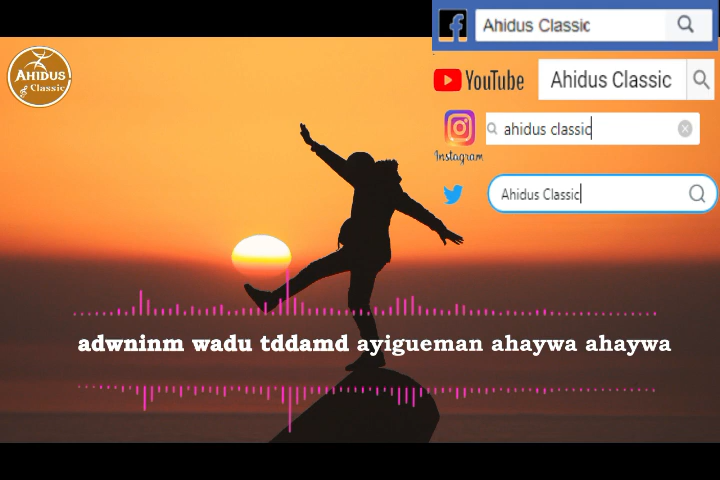 AHIDUS
Classic
Ahidus Classic
YouTube
Ahidus Classic
ahidus classic
Instagram
Ahidus Classic
adwninm wadu tddamd ayigueman ahaywa ahaywa